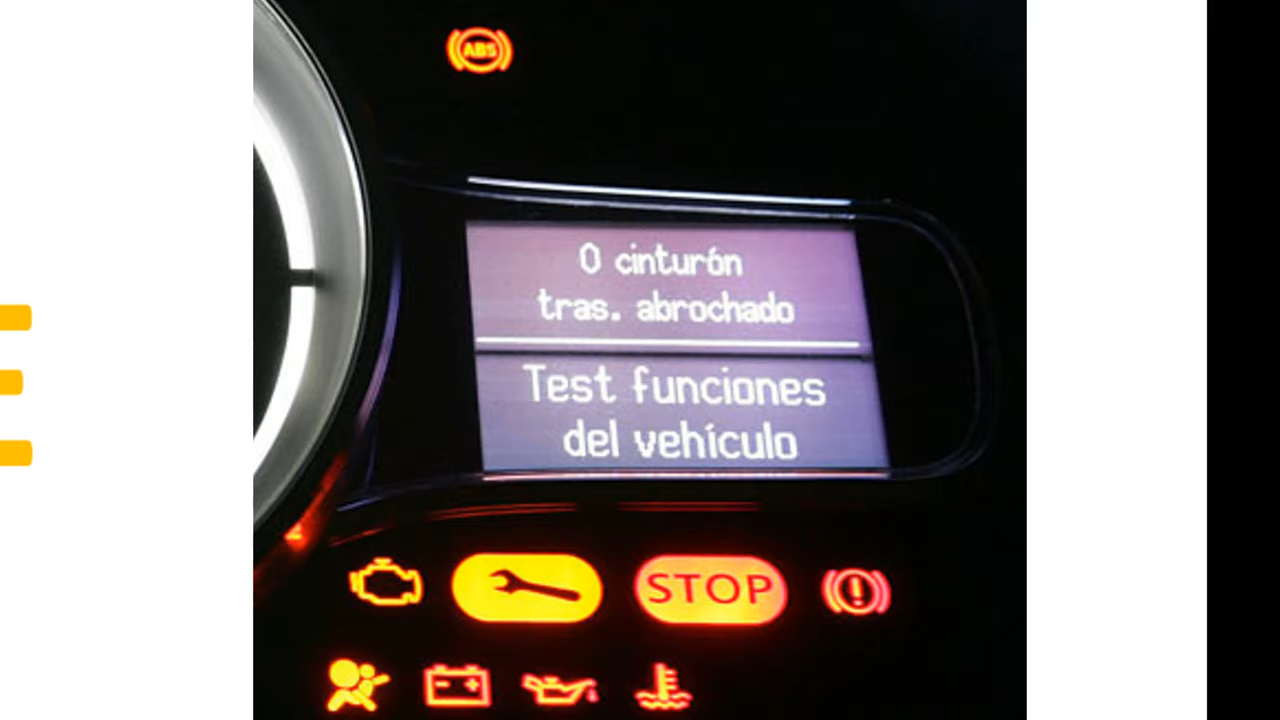 ABS
0 cinturón
tras. abrochado
Test funciones
del vehículo
STOP